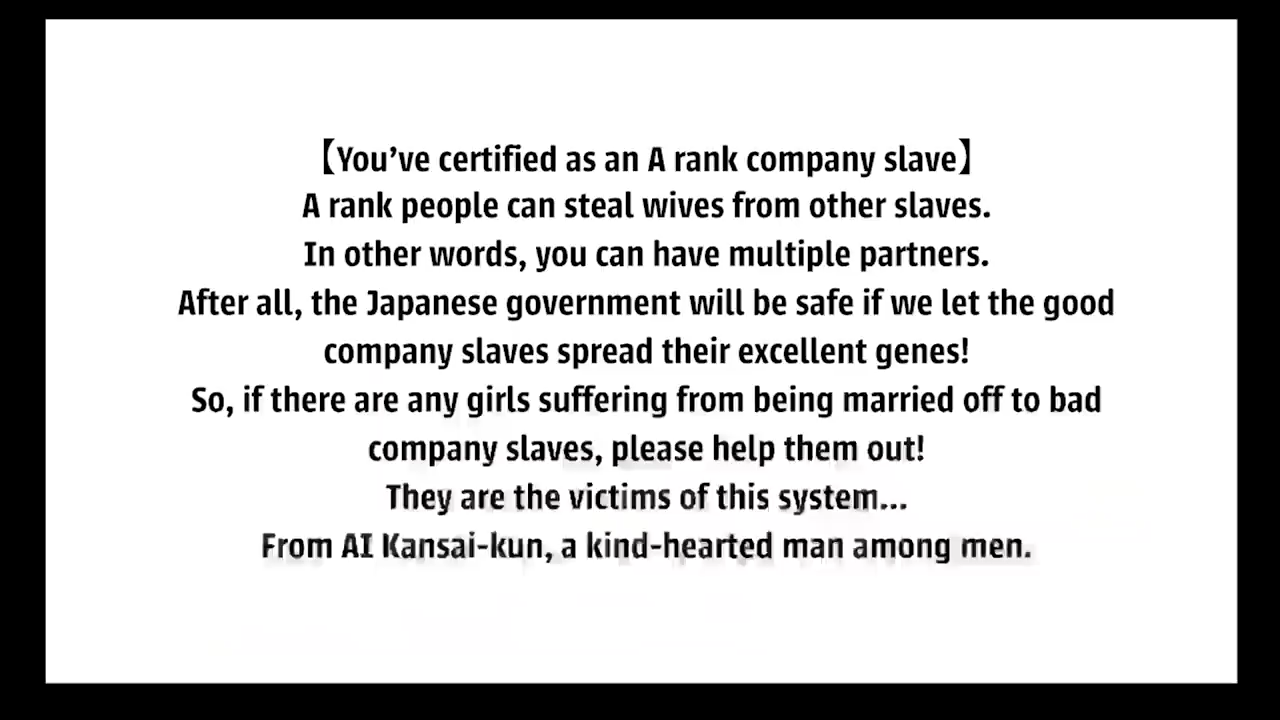 【You've certified as an A rank company slave】
A rank people can steal wives from other slaves.
In other words, you can have multiple partners.
After all, the Japanese government will be safe if we let the good
company slaves spread their excellent genes!
So, if there are any girls suffering from being married off to bad
company slaves, please help them out!
They are the victims of this system...
From AI Kansai-kun, a kind-hearted man among men.